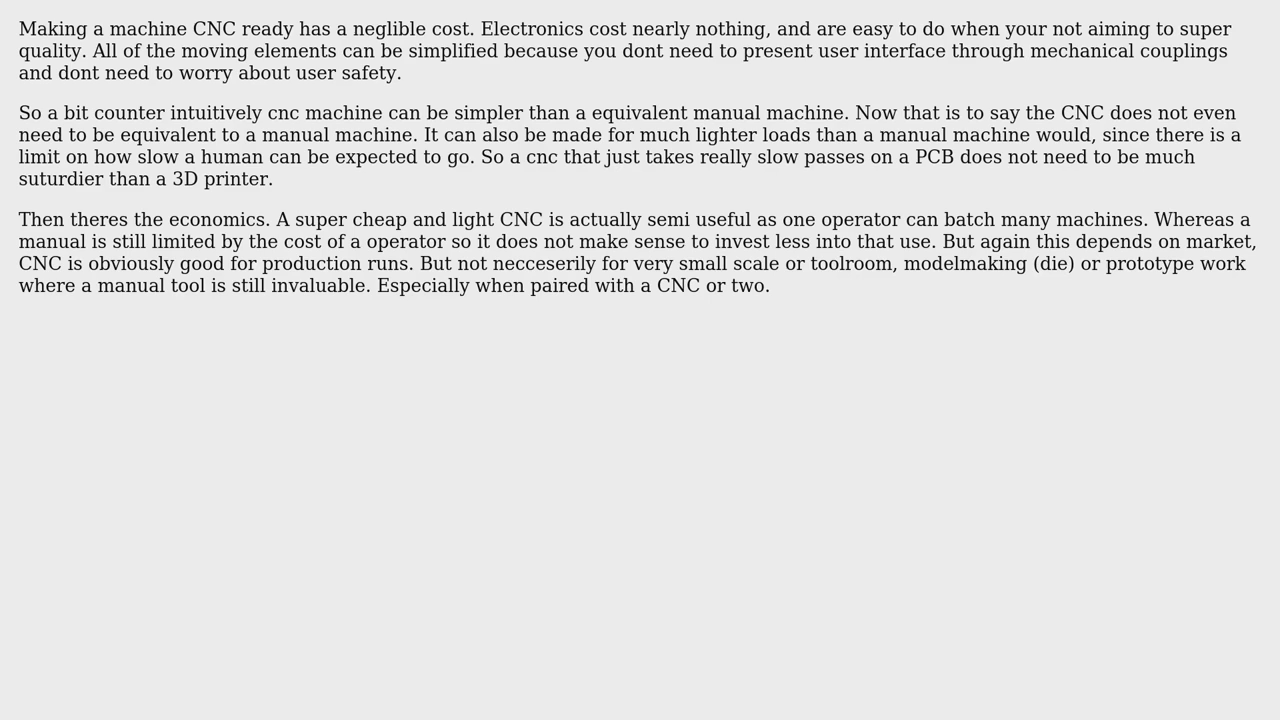 Making a machine CNC ready has a neglible cost. Electronics cost nearly nothing, and are easy to do when your not aiming to super
quality. All of the moving elements can be simplified because you dont need to present user interface through mechanical couplings
and dont need to worry about user safety.
So a bit counter intuitively cnc machine can be simpler than a equivalent manual machine. Now that is to say the CNC does not even
need to be equivalent to a manual machine. It can also be made for much lighter loads than a manual machine would, since there is a
limit on how slow a human can be expected to go. So a cnc that just takes really slow passes on a PCB does not need to be much
suturdier than a 3D printer.
Then theres the economics. A super cheap and light CNC is actually semi useful as one operator can batch many machines. Whereas a
manual is still limited by the cost of a operator so it does not make sense to invest less into that use. But again this depends on market,
CNC is obviously good for production runs. But not necceserily for very small scale or toolroom, modelmaking (die) or prototype work
where a manual tool is still invaluable. Especially when paired with a CNC or two.